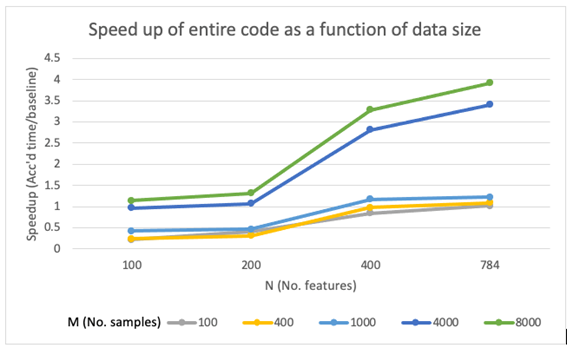 Speed up of entire code as a function of data size
Speedup (Acc'd time/baseline)
4.5
4
3.5
3
2.5
2
1.5
1
0.5
0
100 200 400 784
N (No. features)
M (No. samples) 100 400 1000 4000 8000